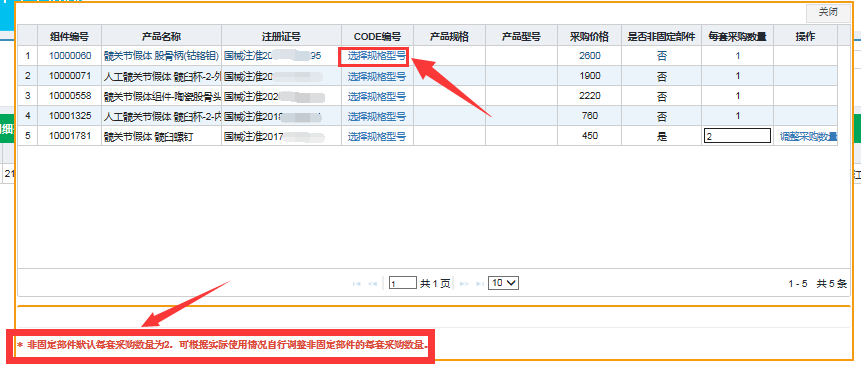 关闭
组件编号 产品名称 注册证号 CODE编号 产品规格 产品型号 采购价格 是否非固定部件 每套采购数量 操作
1 10000060 髋关节假体 股骨柄(钴铬钼) 国械注准20 95 选择规格型号 2600 否 1
2 10000071 人工髋关节假体 髋臼杯-2-外 国械注准20 选择规格型号 1900 否 1
3 10000558 髋关节假体组件-陶瓷股骨头 国械注准20 选择规格型号 2220 否 1
4 10001325 人工髋关节假体 髋臼杯-2-内 国械注准2018 选择规格型号 760 否 1
5 10001781 髋关节假体 髋臼螺钉 国械注准2017 选择规格型号 450 是 2 调整采购数量
细
21
江
1 共 1 页 10 1 - 5 共 5 条
* 非固定部件默认每套采购数量为2，可根据实际使用情况自行调整非固定部件的每套采购数量。